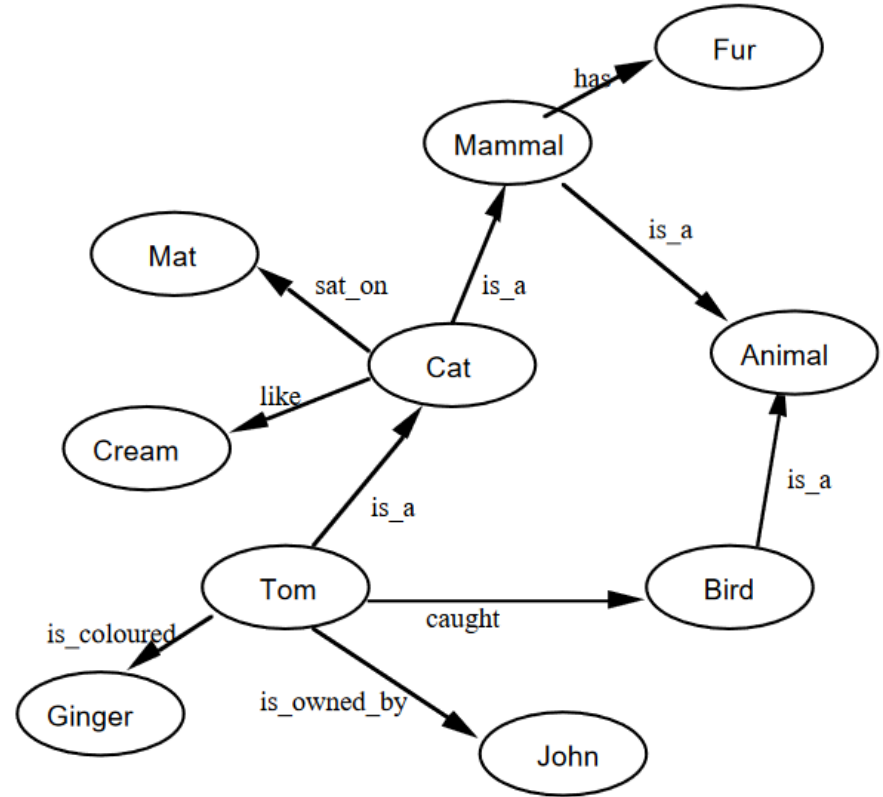 Fur
has
Mammal
is_a
Mat
sat_on
is_a
Animal
Cat
like
Cream
is_a
is_a
Tom
Bird
caught
is_coloured
is_owned_by
Ginger
John